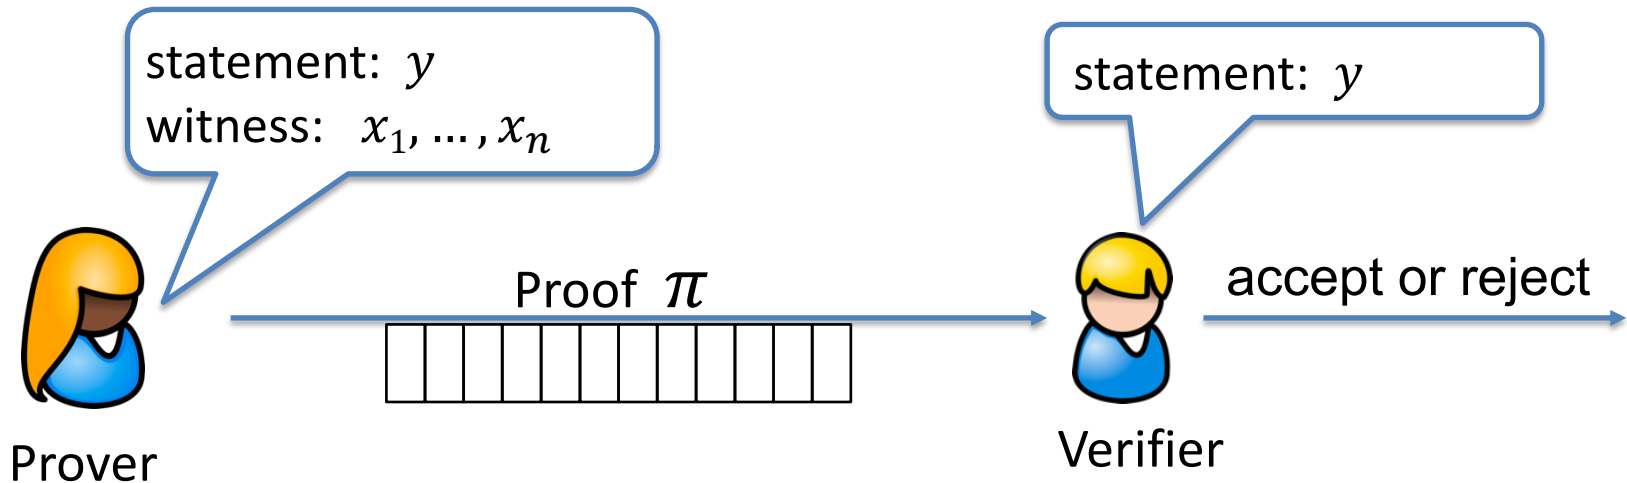 statement: y
witness: x₁, … , xₙ
statement: y
Proof π
accept or reject
Prover
Verifier